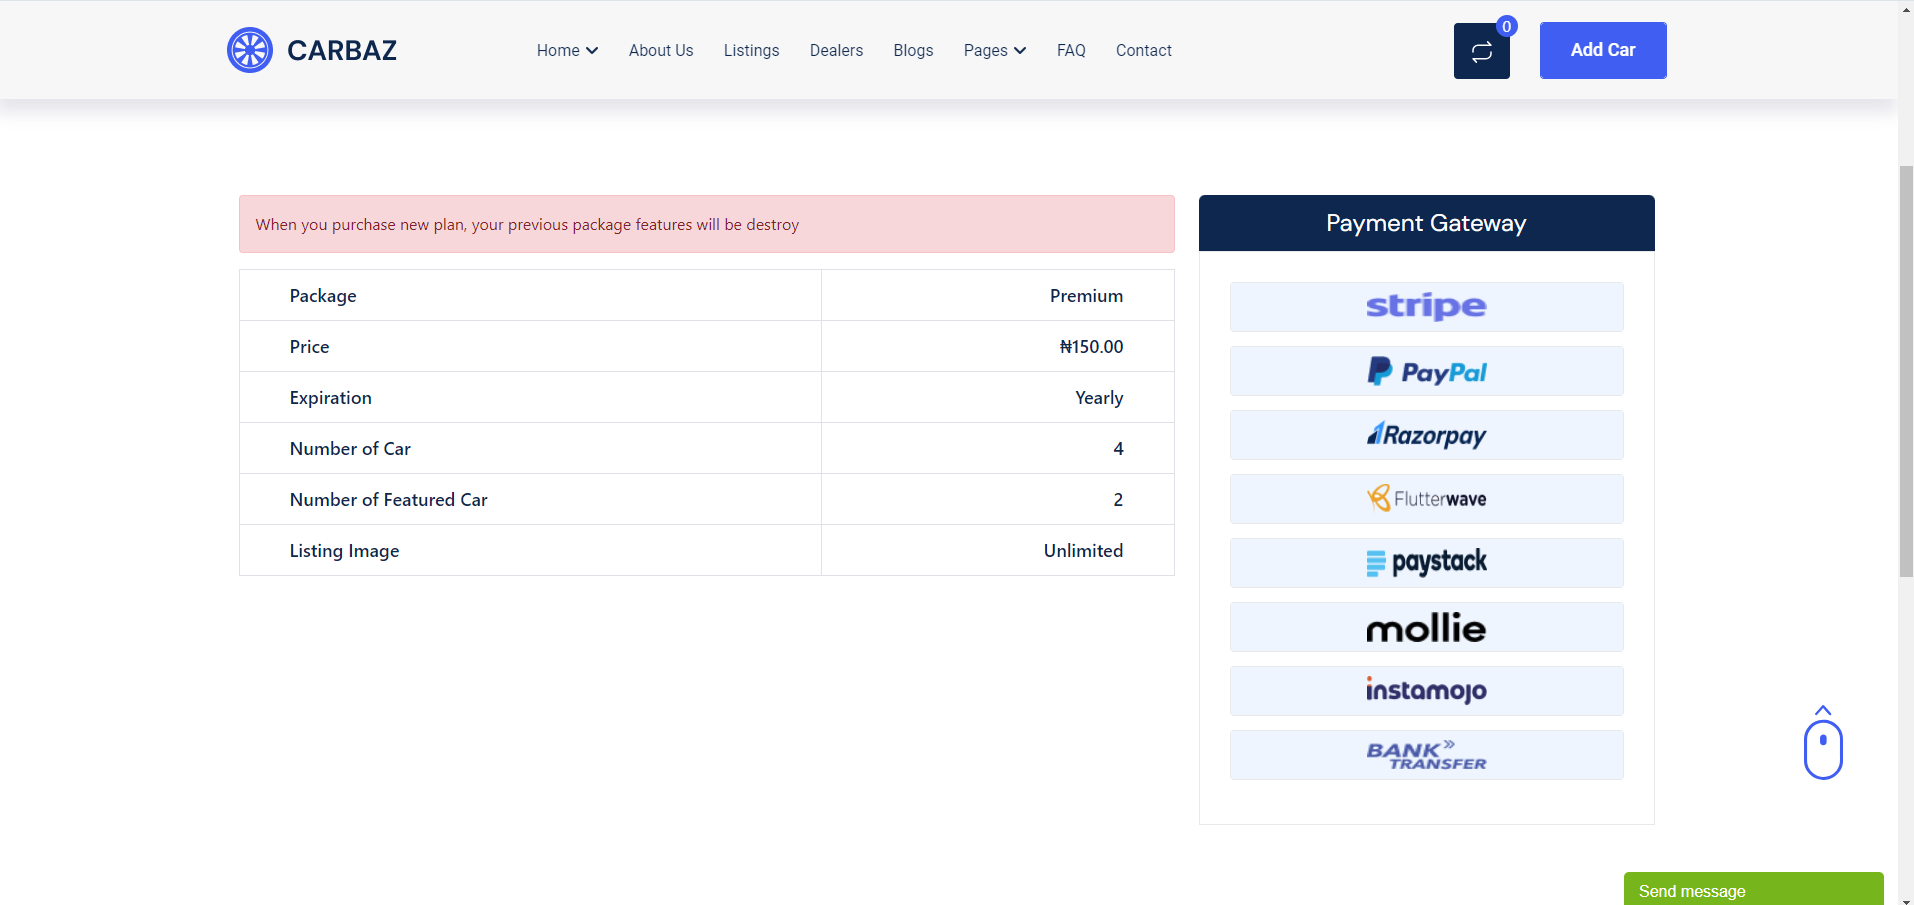 CARBAZ
Home About Us Listings Dealers Blogs Pages FAQ Contact
0
Add Car
When you purchase new plan, your previous package features will be destroy
Package Premium
Price ₦150.00
Expiration Yearly
Number of Car 4
Number of Featured Car 2
Listing Image Unlimited
Payment Gateway
stripe
PayPal
Razorpay
Flutterwave
paystack
mollie
instamojo
BANK
TRANSFER
Send message